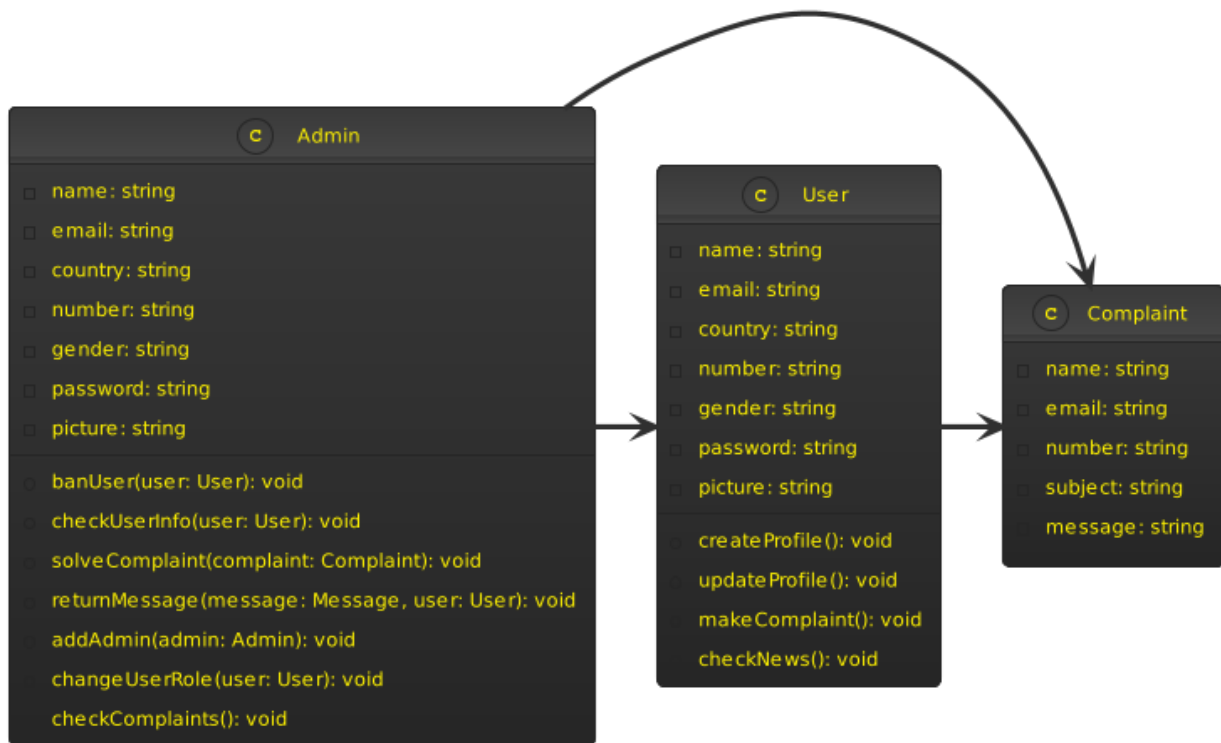 C Admin
name: string
email: string
country: string
number: string
gender: string
password: string
picture: string
banUser(user: User): void
checkUserInfo(user: User): void
solveComplaint(complaint: Complaint): void
returnMessage(message: Message, user: User): void
addAdmin(admin: Admin): void
changeUserRole(user: User): void
checkComplaints(): void
C User
name: string
email: string
country: string
number: string
gender: string
password: string
picture: string
createProfile(): void
updateProfile(): void
makeComplaint(): void
checkNews(): void
C Complaint
name: string
email: string
number: string
subject: string
message: string